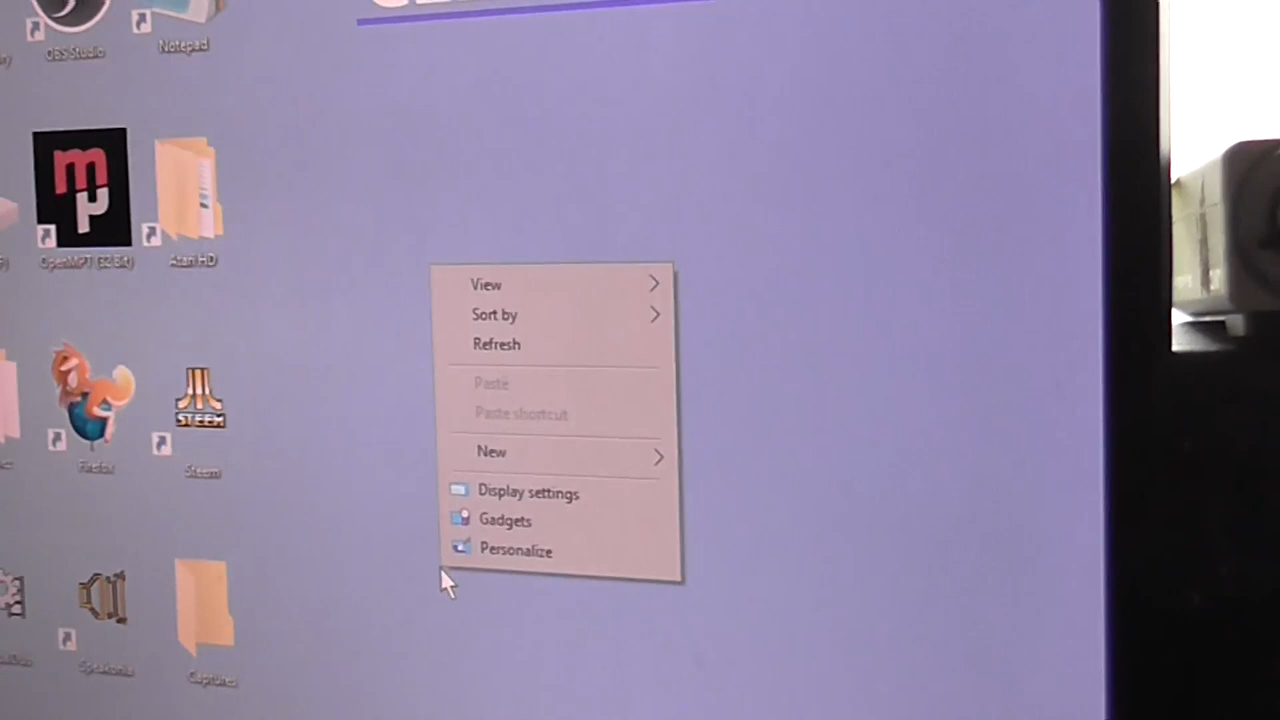 OBS Studio
Notepad
OpenMPT (32 Bit)
Atari HD
Firefox
STEEM
Steem
Speakonia
Captures
View
Sort by
Refresh
Paste
Paste shortcut
New
Display settings
Gadgets
Personalize